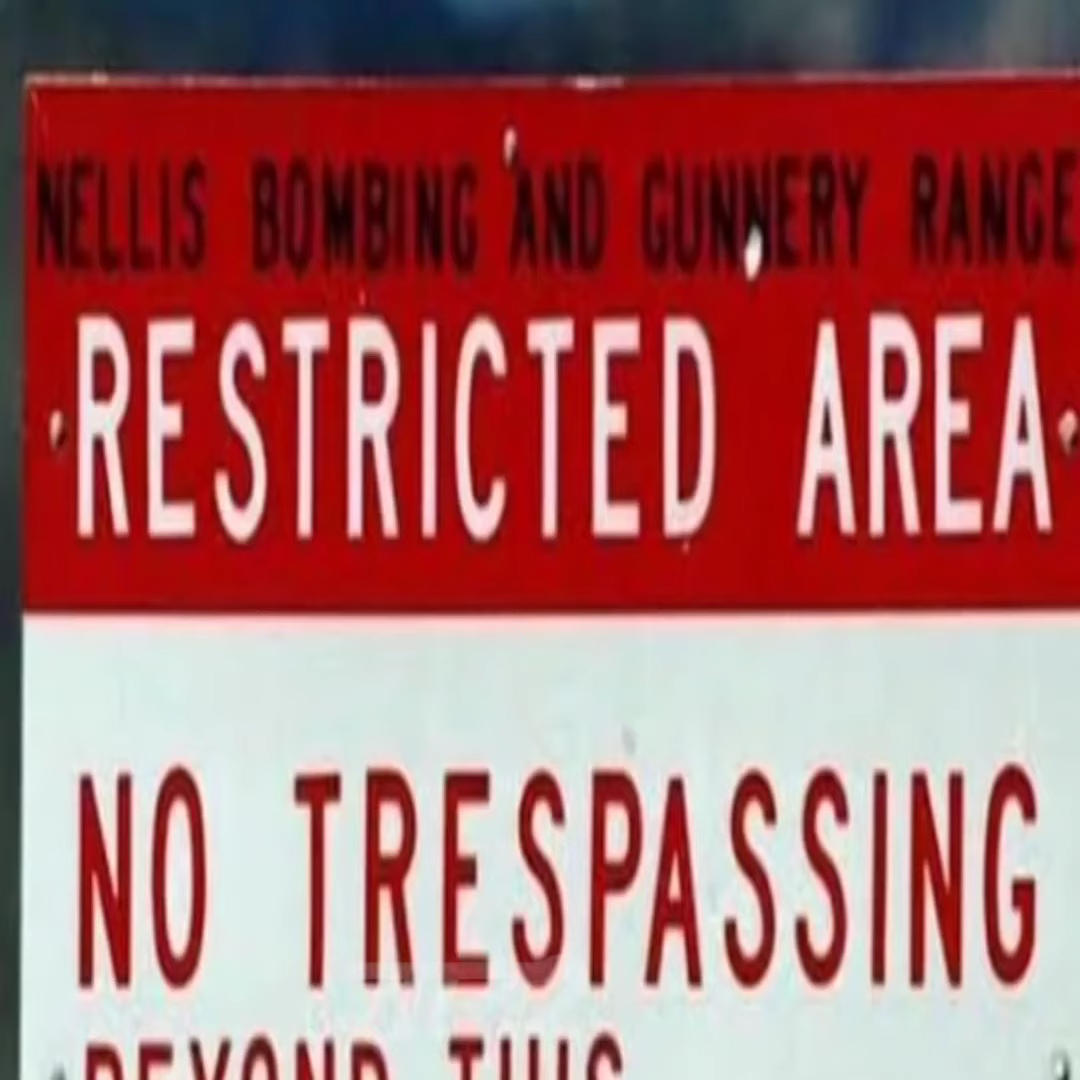 NELLIS BOMBING AND GUNNERY RANGE
RESTRICTED AREA
NO TRESPASSING
BEYOND THIS